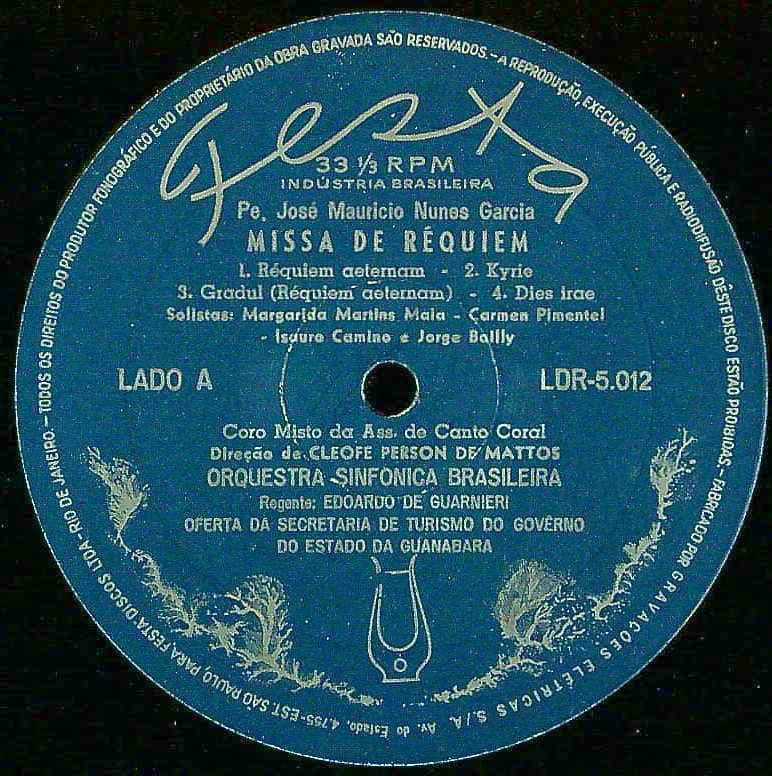 Festa
33 1/3 RPM
INDÚSTRIA BRASILEIRA
Pe. José Mauricio Nunes Garcia
MISSA DE RÉQUIEM
1. Réquiem aeternam - 2. Kyrie
3. Gradul (Réquiem aeternam) - 4. Dies irae
Solistas: Margarida Martins Maia - Carmen Pimentel
- Isauro Camino e Jorge Bailly
LADO A
LDR-5.012
Coro Misto da Ass. de Canto Coral
Direção de CLEOFE PERSON DE MATTOS
ORQUESTRA SINFONICA BRASILEIRA
Regente: EDOARDO DE GUARNIERI
OFERTA DA SECRETARIA DE TURISMO DO GOVÊRNO
DO ESTADO DA GUANABARA
TODOS OS DIREITOS DO PRODUTOR FONOGRÁFICO E DO PROPRIETÁRIO DA OBRA GRAVADA SÃO RESERVADOS.-A REPRODUÇÃO, EXECUÇÃO PÚBLICA E RADIODIFUSÃO DÊSTE DISCO ESTÃO PROIBIDAS.- FABRICADO POR GRAVAÇÕES ELÉTRICAS S/A. Av. do Estado, 4.755-EST. SÃO PAULO PARA FESTA DISCOS LTDA-RIO DE JANEIRO.-